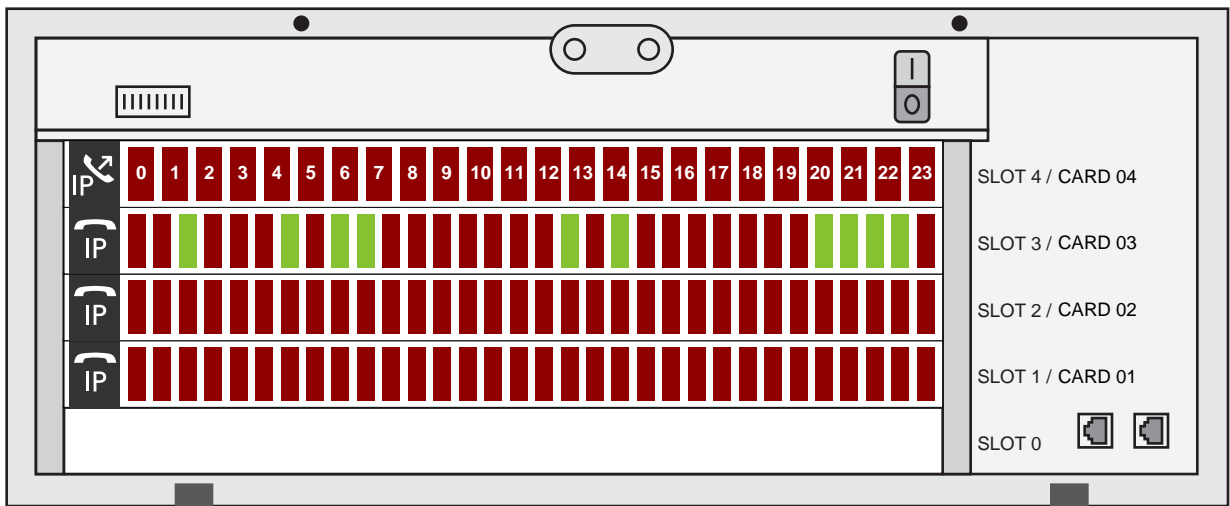 I
O
IP 0 1 2 3 4 5 6 7 8 9 10 11 12 13 14 15 16 17 18 19 20 21 22 23 SLOT 4 / CARD 04
IP SLOT 3 / CARD 03
IP SLOT 2 / CARD 02
IP SLOT 1 / CARD 01
SLOT 0